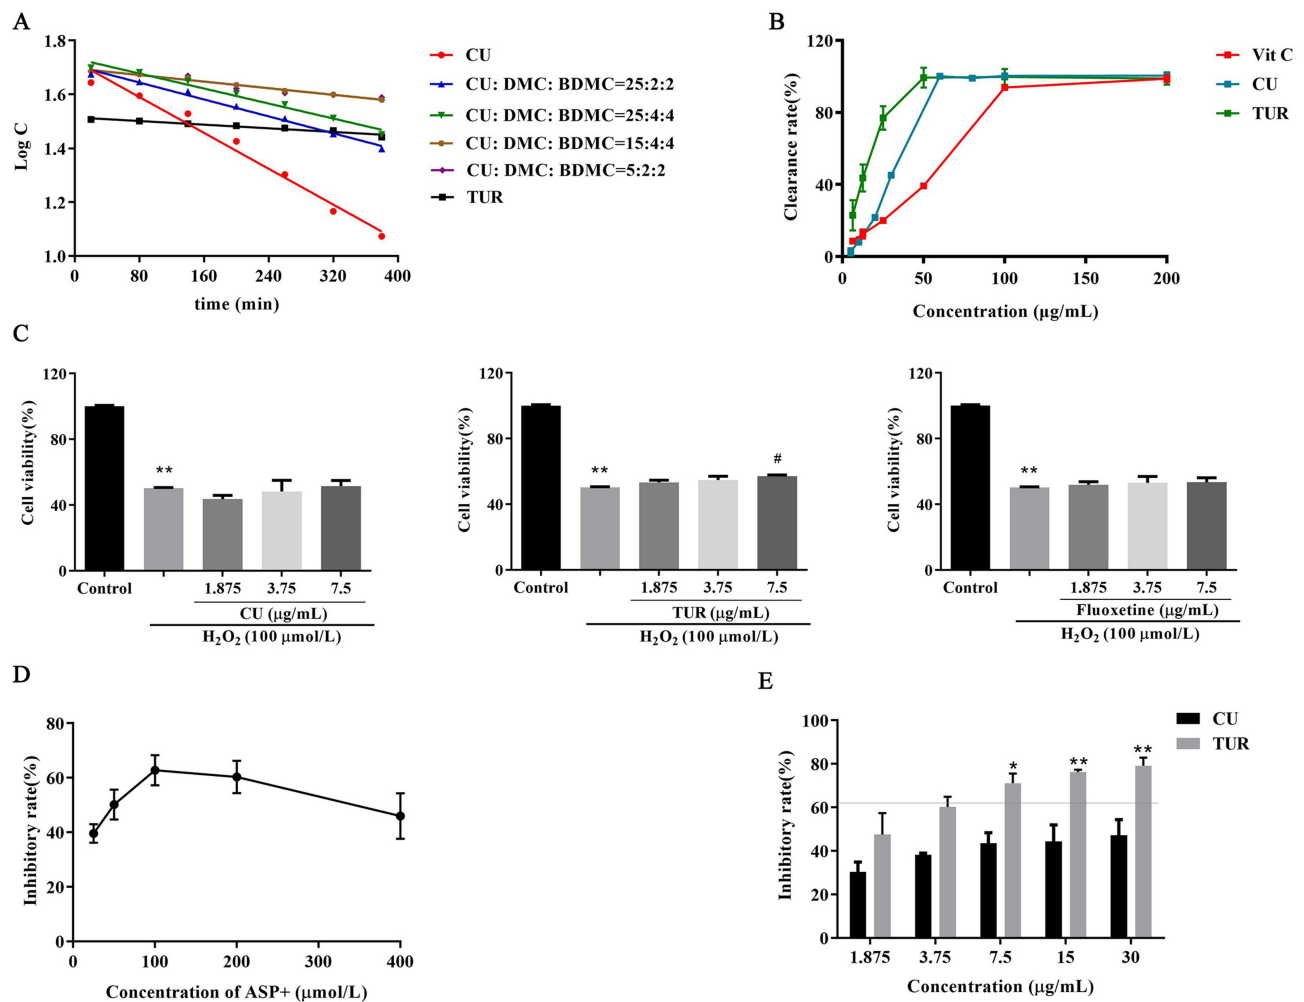 A
Log C
1.8
1.6
1.4
1.2
1.0
0
80
160
240
320
400
time (min)
CU
CU: DMC: BDMC=25:2:2
CU: DMC: BDMC=25:4:4
CU: DMC: BDMC=15:4:4
CU: DMC: BDMC=5:2:2
TUR
B
Clearance rate(%)
120
80
40
0
0
50
100
150
200
Concentration (μg/mL)
Vit C
CU
TUR
C
Cell viability(%)
120
80
40
0
Control
1.875
3.75
7.5
**
CU (μg/mL)
H₂O₂ (100 μmol/L)
Cell viability(%)
120
80
40
0
Control
1.875
3.75
7.5
**
#
TUR (μg/mL)
H₂O₂ (100 μmol/L)
Cell viability(%)
120
80
40
0
Control
1.875
3.75
7.5
**
Fluoxetine (μg/mL)
H₂O₂ (100 μmol/L)
D
Inhibitory rate(%)
80
60
40
20
0
0
100
200
300
400
Concentration of ASP+ (μmol/L)
E
Inhibitory rate(%)
100
80
60
40
20
0
1.875
3.75
7.5
15
30
*
**
**
Concentration (μg/mL)
CU
TUR